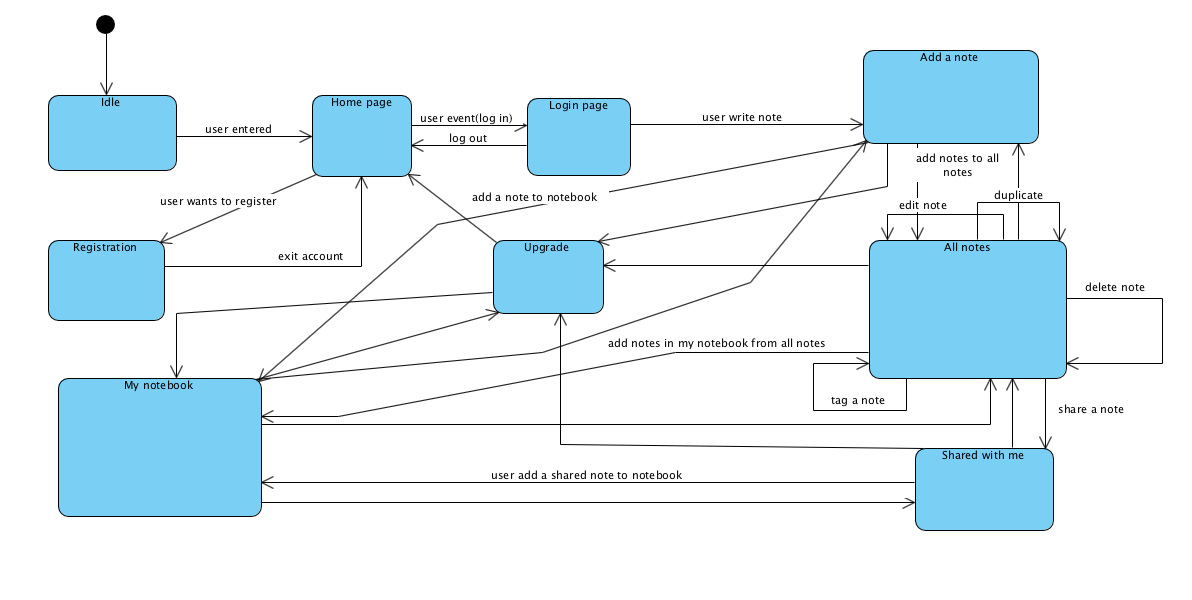 Add a note
Idle
Home page
Login page
user event(log in)
user write note
user entered
log out
add notes to all
notes
add a note to notebook
duplicate
user wants to register
edit note
Registration
Upgrade
All notes
exit account
delete note
add notes in my notebook from all notes
My notebook
tag a note
share a note
Shared with me
user add a shared note to notebook